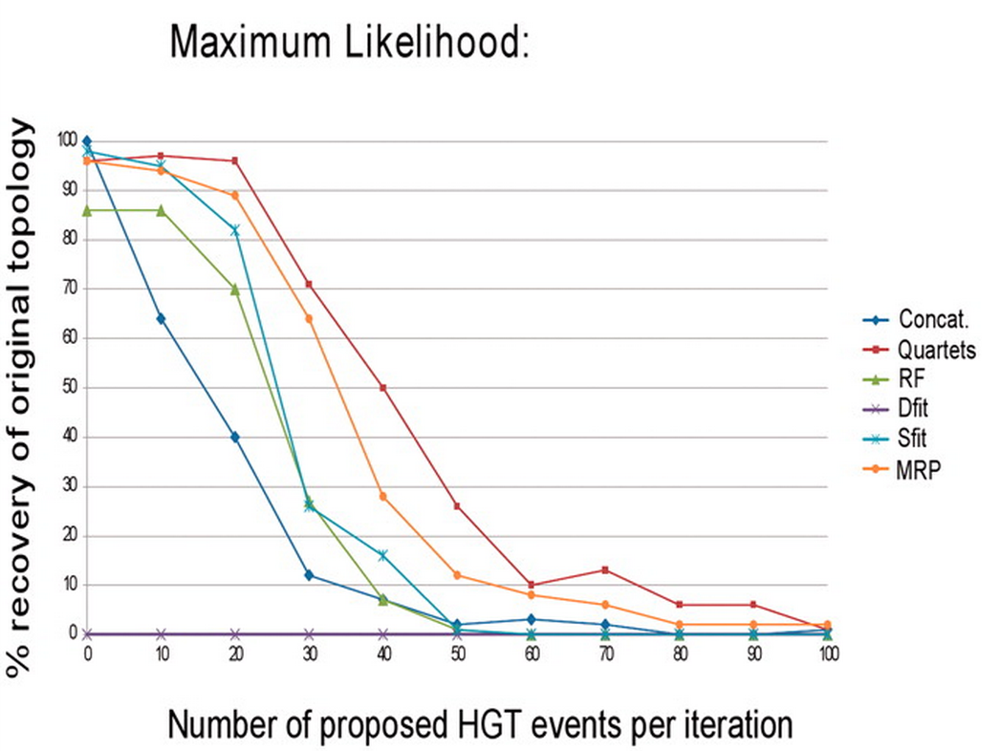 Maximum Likelihood:
% recovery of original topology
100
90
80
70
60
50
40
30
20
10
0
0 10 20 30 40 50 60 70 80 90 100
Number of proposed HGT events per iteration
Concat.
Quartets
RF
Dfit
Sfit
MRP